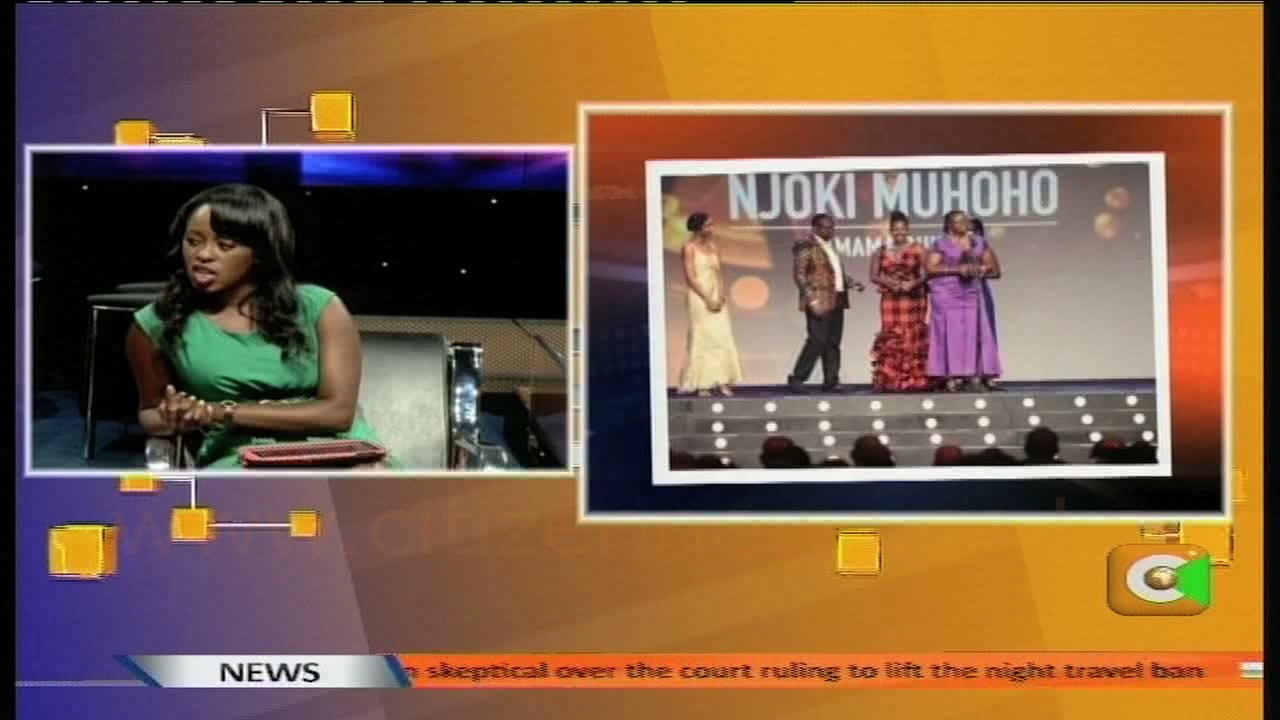 NJOKI MUHOHO
NEWS
skeptical over the court ruling to lift the night travel ban